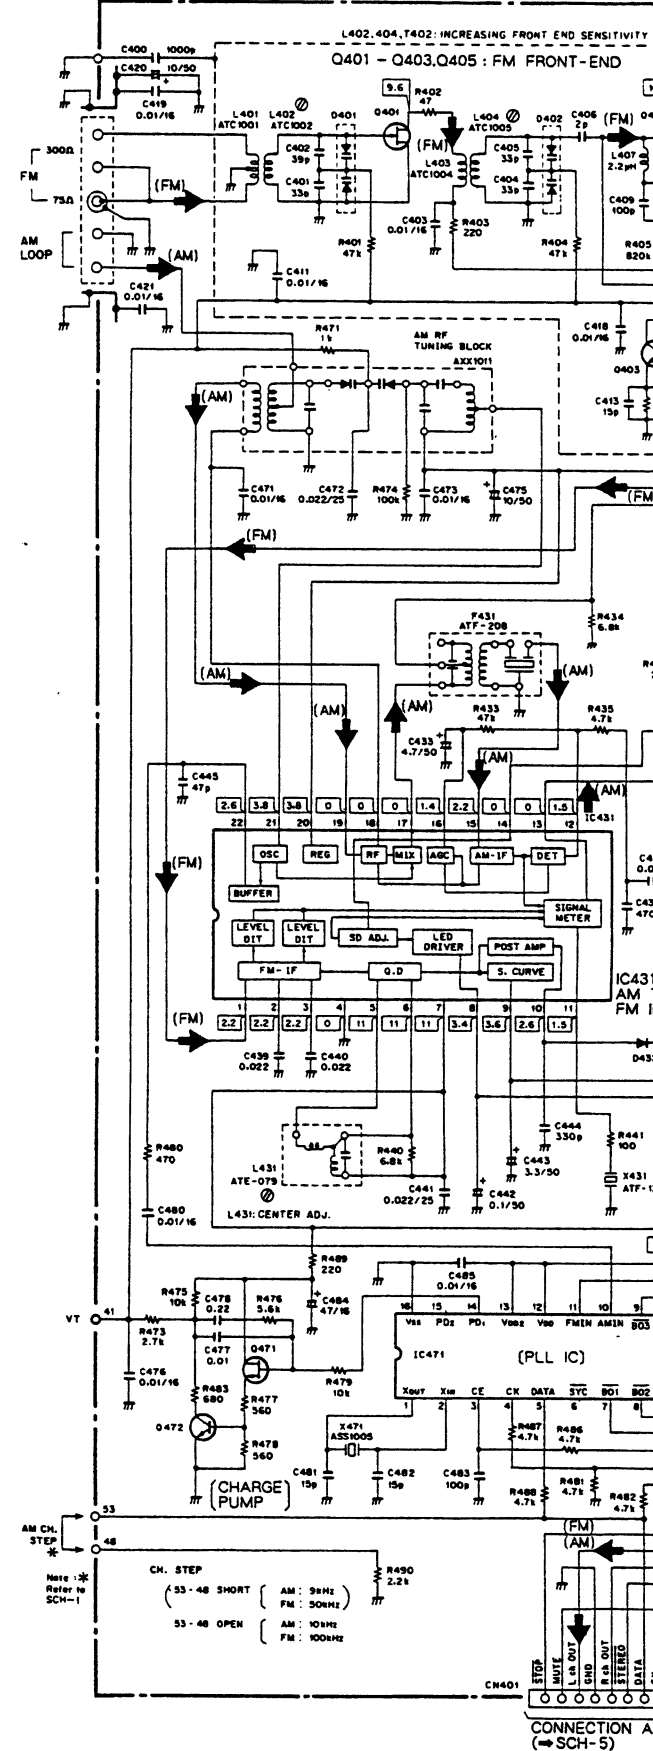 L402,404,T402: INCREASING FRONT END SENSITIVITY
Q401 - Q403,Q405 : FM FRONT-END
C400 1000p
C420 10/50
C419 0.01/16
L401 ATC1001
L402 ATC1002
D401
Q401
9.6
R402 47
L404 ATC1005
D402
C406 2p
(FM)
300Ω
FM
75Ω
AM LOOP
(FM)
(AM)
C402 39p
C401 33p
(FM)
L403 ATC1004
C405 33p
C404 33p
L407 2.2µH
C409 100p
R401 47k
C403 0.01/16
R403 220
R404 47k
R405 820k
C411 0.01/16
C421 0.01/16
R471 1k
AM RF TUNING BLOCK AXX1011
C418 0.01/16
Q403
C413 15p
(AM)
C471 0.01/16
C472 0.022/25
R474 100k
C473 0.01/16
C475 10/50
(FM
(FM)
F431 ATF-208
R434 6.8k
(AM)
(AM)
(AM)
(AM)
R433 47k
R435 4.7k
C433 4.7/50
(AM)
(AM)
C445 47p
IC431
2.6 3.8 3.8 0 0 0 1.4 2.2 0 0 1.5
22 21 20 19 18 17 16 15 14 13 12
(FM)
OSC REG RF MIX AGC AM-IF DET
BUFFER
SIGNAL METER
LEVEL DIT
LEVEL DIT
SD ADJ.
LED DRIVER
POST AMP
FM-IF
Q.D
S. CURVE
IC431
AM
FM I
1 2 3 4 5 6 7 8 9 10 11
2.2 2.2 2.2 0 11 11 11 3.4 3.6 2.6 1.5
(FM)
C439 0.022
C440 0.022
L431 ATE-079
L431: CENTER ADJ.
R440 6.8k
C441 0.022/25
C442 0.1/50
C443 3.3/50
C444 330p
R441 100
X431
R480 470
C480 0.01/16
R489 220
C484 47/16
C485 0.01/16
VT 41
R475 10k
C478 0.22
R476 5.6k
R473 2.7k
C477 0.01
Q471
C476 0.01/16
R483 680
R477 560
R479 10k
Q472
R478 560
(CHARGE PUMP)
16 15 14 13 12 11 10 9
Vss PD2 PD1 VDD2 VDD FMIN AMIN BO3
IC471
(PLL IC)
XOUT XIN CE CK DATA SYC BO1 BO2
1 2 3 4 5 6 7 8
X471 ASS1005
C481 15p
C482 15p
C483 100p
R487 4.7k
R486 4.7k
R488 4.7k
R481 4.7k
R482 4.7k
53
AM CH. STEP *
48
R490 2.2k
Note : *
Refer to
SCH-1
CH. STEP
53 - 48 SHORT ( AM : 9kHz
FM : 50kHz )
53 - 48 OPEN ( AM : 10kHz
FM : 100kHz
(FM)
(AM)
CN401
STOP
MUTE
L ch OUT
GND
R ch OUT
STEREO
DATA
CONNECTION A
(➡SCH-5)